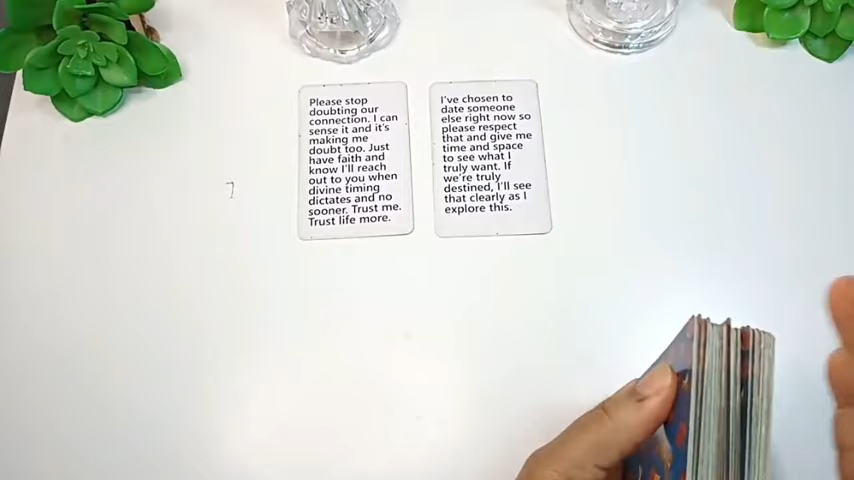 Please stop
doubting our
connection. I can
sense it and it's
making me
doubt too. Just
have faith and
know I'll reach
out to you when
divine timing
dictates and no
sooner. Trust me.
Trust life more.
I've chosen to
date someone
else right now so
please respect
that and give me
time and space
to see what I
truly want. If
we're truly
destined, I'll see
that clearly as I
explore this.